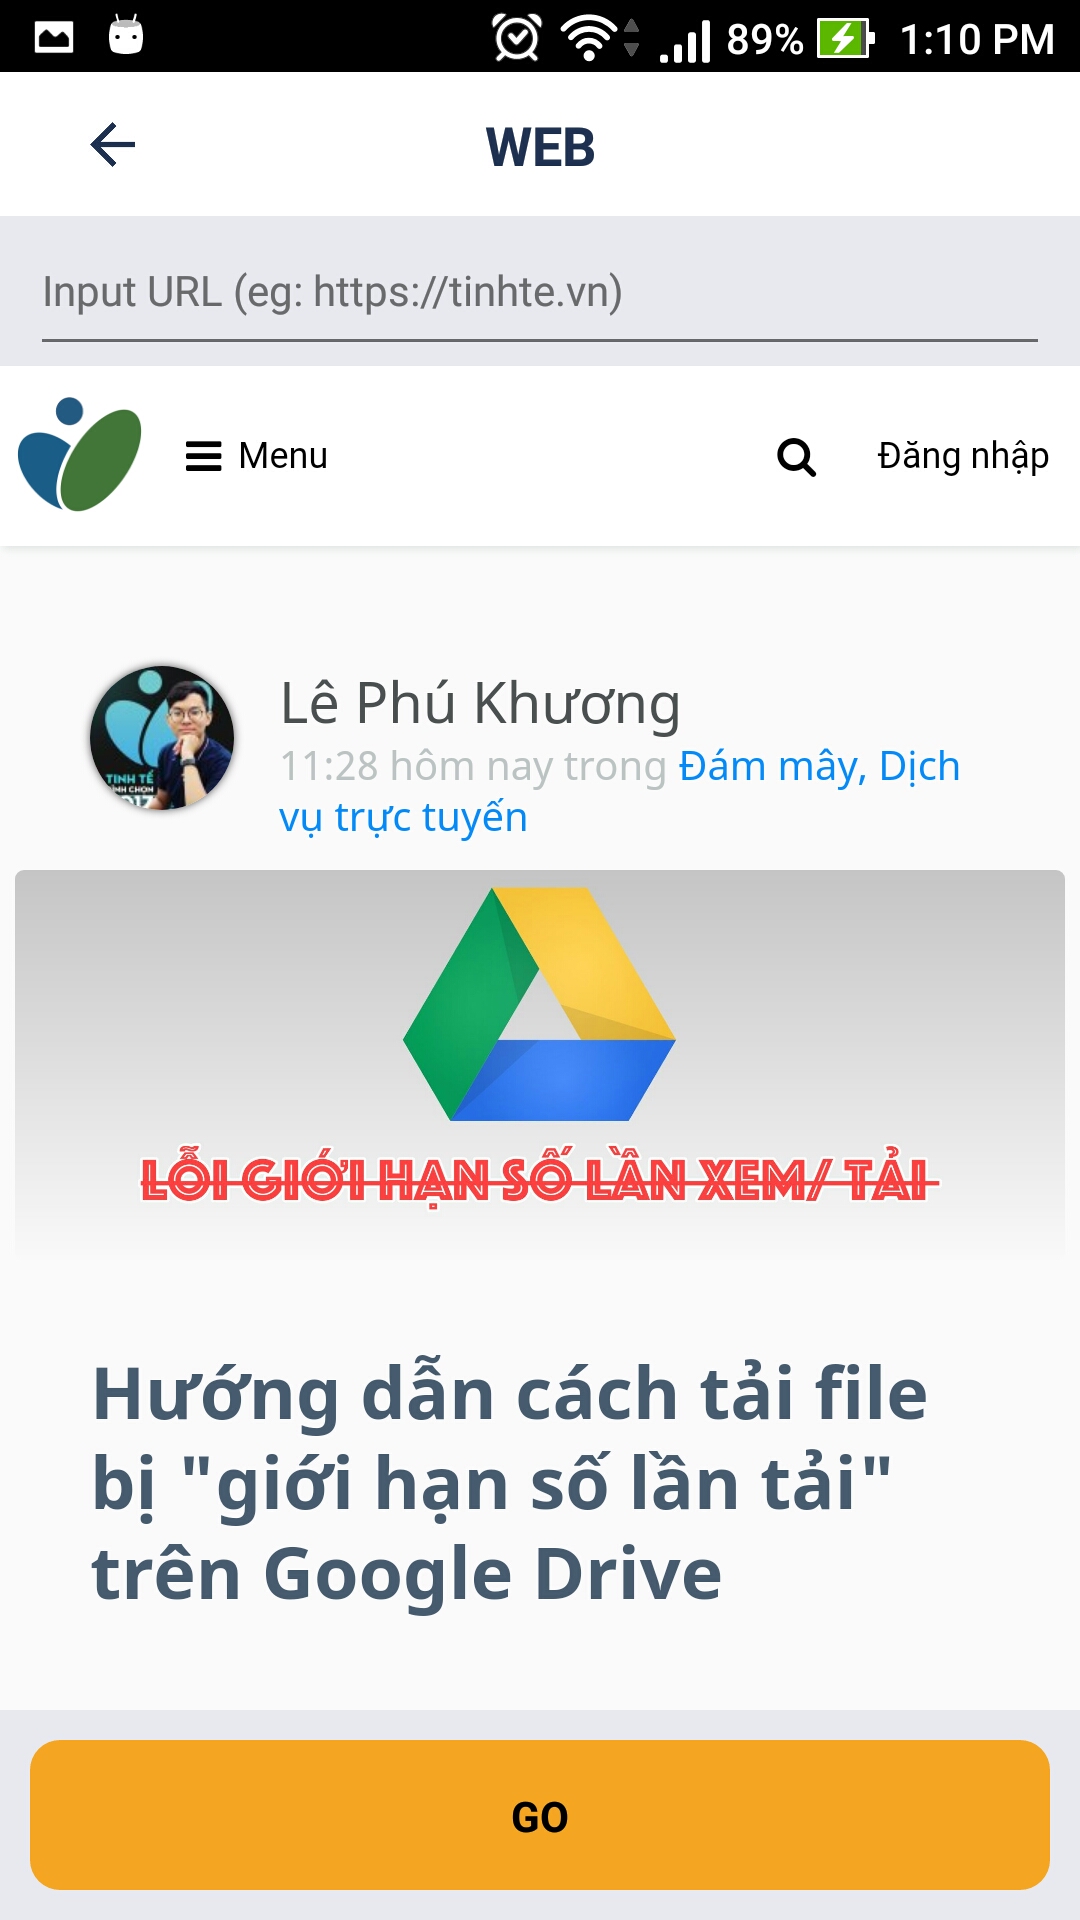 89% 1:10 PM
WEB
Input URL (eg: https://tinhte.vn)
Menu Đăng nhập
Lê Phú Khương
11:28 hôm nay trong Đám mây, Dịch
vụ trực tuyến
TINH TẾ
LỖI GIỚI HẠN SỐ LẦN XEM/ TẢI
Hướng dẫn cách tải file
bị "giới hạn số lần tải"
trên Google Drive
GO